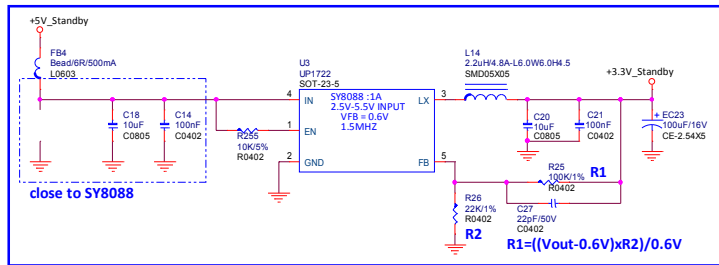 +5V_Standby
FB4
Bead/6R/500mA
L0603
C18
10uF
C0805
C14
100nF
C0402
close to SY8088
R255
10K/5%
R0402
U3
UP1722
SOT-23-5
SY8088 :1A
2.5V-5.5V INPUT
VFB = 0.6V
1.5MHZ
4
IN
1
EN
2
GND
LX
3
FB
5
L14
2.2uH/4.8A-L6.0W6.0H4.5
SMD05X05
+3.3V_Standby
C20
10uF
C0805
C21
100nF
C0402
EC23
100uF/16V
CE-2.54X5
+
R25
100K/1%
R0402
R1
R26
22K/1%
R0402
R2
C27
22pF/50V
C0402
R1=((Vout-0.6V)xR2)/0.6V